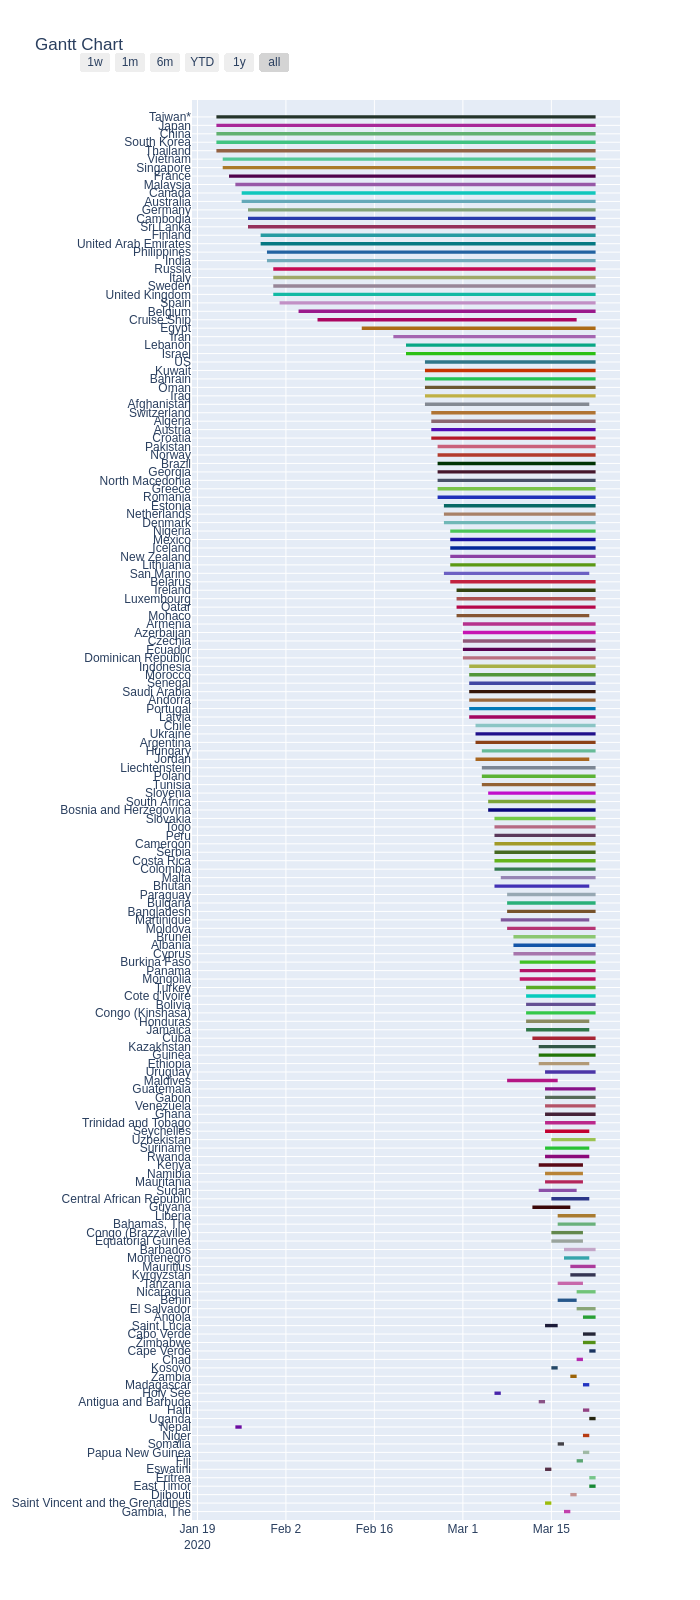 Gantt Chart
1w 1m 6m YTD 1y all
Taiwan*
Japan
China
South Korea
Thailand
Vietnam
Singapore
France
Malaysia
Canada
Australia
Germany
Cambodia
Sri Lanka
Finland
United Arab Emirates
Philippines
India
Russia
Italy
Sweden
United Kingdom
Spain
Belgium
Cruise Ship
Egypt
Iran
Lebanon
Israel
US
Kuwait
Bahrain
Oman
Iraq
Afghanistan
Switzerland
Algeria
Austria
Croatia
Pakistan
Norway
Brazil
Georgia
North Macedonia
Greece
Romania
Estonia
Netherlands
Denmark
Nigeria
Mexico
Iceland
New Zealand
Lithuania
San Marino
Belarus
Ireland
Luxembourg
Qatar
Monaco
Armenia
Azerbaijan
Czechia
Ecuador
Dominican Republic
Indonesia
Morocco
Senegal
Saudi Arabia
Andorra
Portugal
Latvia
Chile
Ukraine
Argentina
Hungary
Jordan
Liechtenstein
Poland
Tunisia
Slovenia
South Africa
Bosnia and Herzegovina
Slovakia
Togo
Peru
Cameroon
Serbia
Costa Rica
Colombia
Malta
Bhutan
Paraguay
Bulgaria
Bangladesh
Martinique
Moldova
Brunei
Albania
Cyprus
Burkina Faso
Panama
Mongolia
Turkey
Cote d'Ivoire
Bolivia
Congo (Kinshasa)
Honduras
Jamaica
Cuba
Kazakhstan
Guinea
Ethiopia
Uruguay
Maldives
Guatemala
Gabon
Venezuela
Ghana
Trinidad and Tobago
Seychelles
Uzbekistan
Suriname
Rwanda
Kenya
Namibia
Mauritania
Sudan
Central African Republic
Guyana
Liberia
Bahamas, The
Congo (Brazzaville)
Equatorial Guinea
Barbados
Montenegro
Mauritius
Kyrgyzstan
Tanzania
Nicaragua
Benin
El Salvador
Angola
Saint Lucia
Cabo Verde
Zimbabwe
Cape Verde
Chad
Kosovo
Zambia
Madagascar
Holy See
Antigua and Barbuda
Haiti
Uganda
Nepal
Niger
Somalia
Papua New Guinea
Fiji
Eswatini
Eritrea
East Timor
Djibouti
Saint Vincent and the Grenadines
Gambia, The
Jan 19 Feb 2 Feb 16 Mar 1 Mar 15
2020